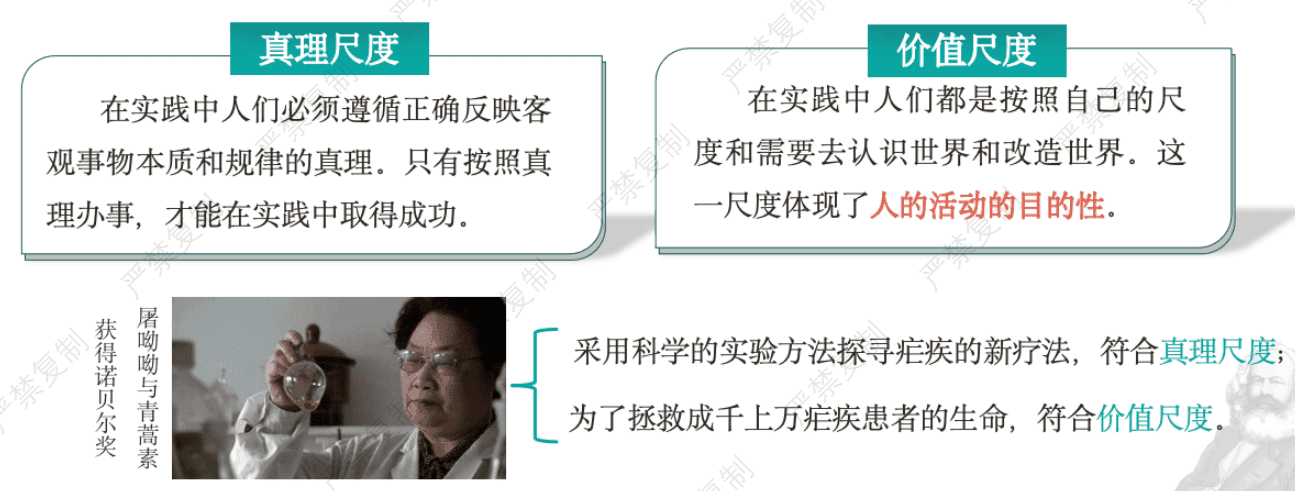 真理尺度
在实践中人们必须遵循正确反映客
观事物本质和规律的真理。只有按照真
理办事，才能在实践中取得成功。
价值尺度
在实践中人们都是按照自己的尺
度和需要去认识世界和改造世界。这
一尺度体现了人的活动的目的性。
屠呦呦与青蒿素
获得诺贝尔奖
采用科学的实验方法探寻疟疾的新疗法，符合真理尺度；
为了拯救成千上万疟疾患者的生命，符合价值尺度。
严禁复制
严禁复制
严禁复制
严禁复制
严禁复制
严禁复制
严禁复制
严禁复制
严禁复制
严禁复制